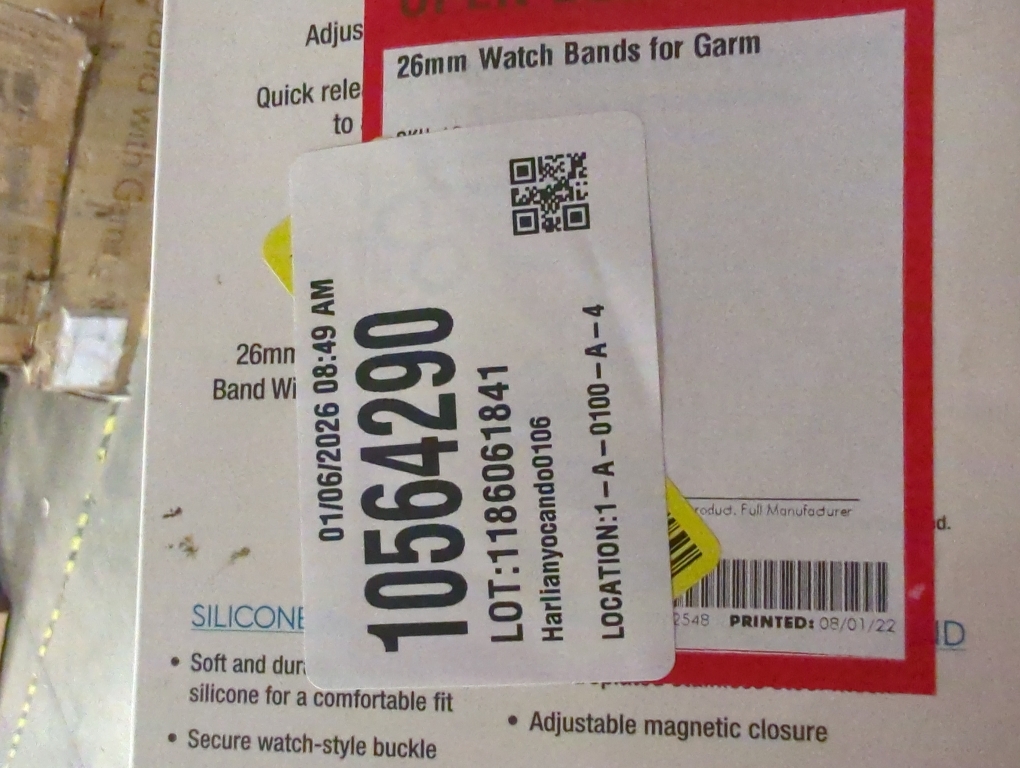 Adjus
Quick rele
to
26mm Watch Bands for Garm
26mm
Band Wi
01/06/2026 08:49 AM
10564290
LOT:1186061841
Harlianyocando0106
LOCATION:1-A-0100-A-4
roduct. Full Manufacturer
d.
2548 PRINTED: 08/01/22
SILICONE
ND
• Soft and dura
silicone for a comfortable fit
• Secure watch-style buckle
• Adjustable magnetic closure